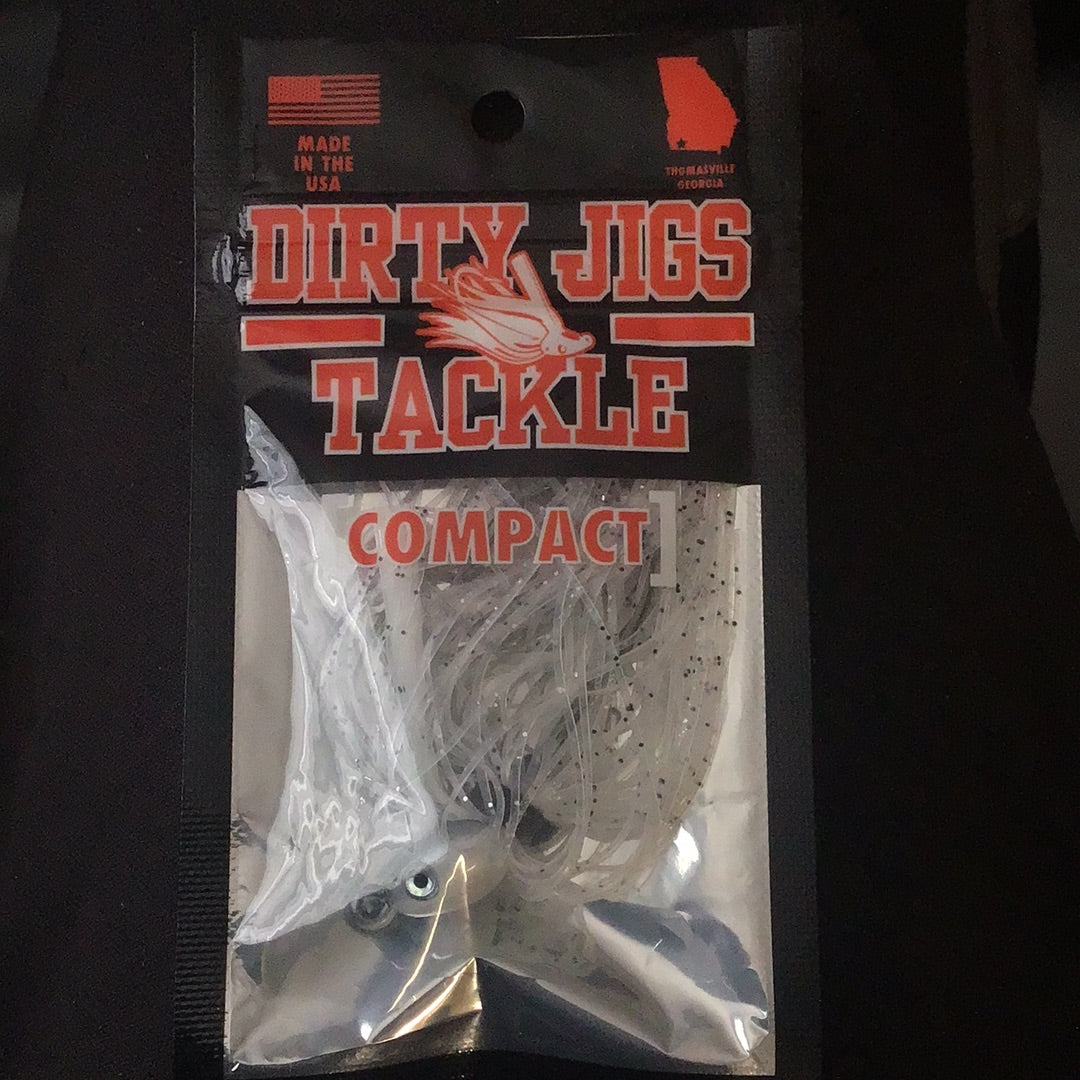 MADE
IN THE
USA
THOMASVILLE
GEORGIA
DIRTY JIGS
TACKLE
[COMPACT]